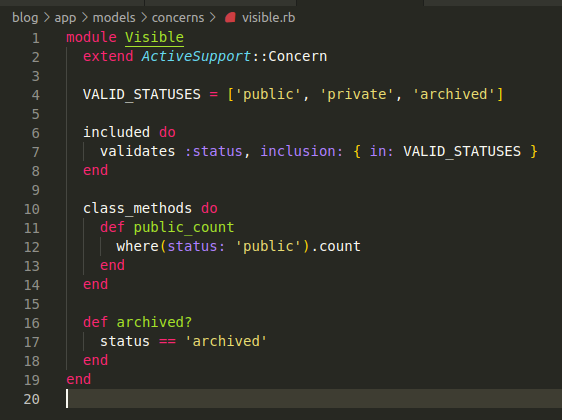 blog > app > models > concerns > visible.rb
1 module Visible
2   extend ActiveSupport::Concern
3
4   VALID_STATUSES = ['public', 'private', 'archived']
5
6   included do
7     validates :status, inclusion: { in: VALID_STATUSES }
8   end
9
10   class_methods do
11     def public_count
12       where(status: 'public').count
13     end
14   end
15
16   def archived?
17     status == 'archived'
18   end
19 end
20